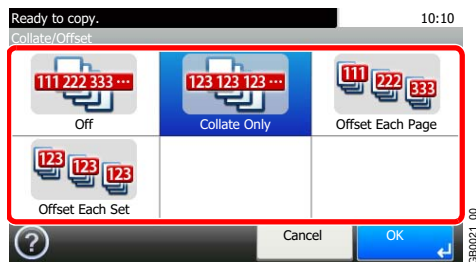 Ready to copy.
10:10
Collate/Offset
111 222 333 ···
123 123 123 ···
111 222 333
Off
Collate Only
Offset Each Page
123 123 123
Offset Each Set
?
Cancel
OK
GB0021_00